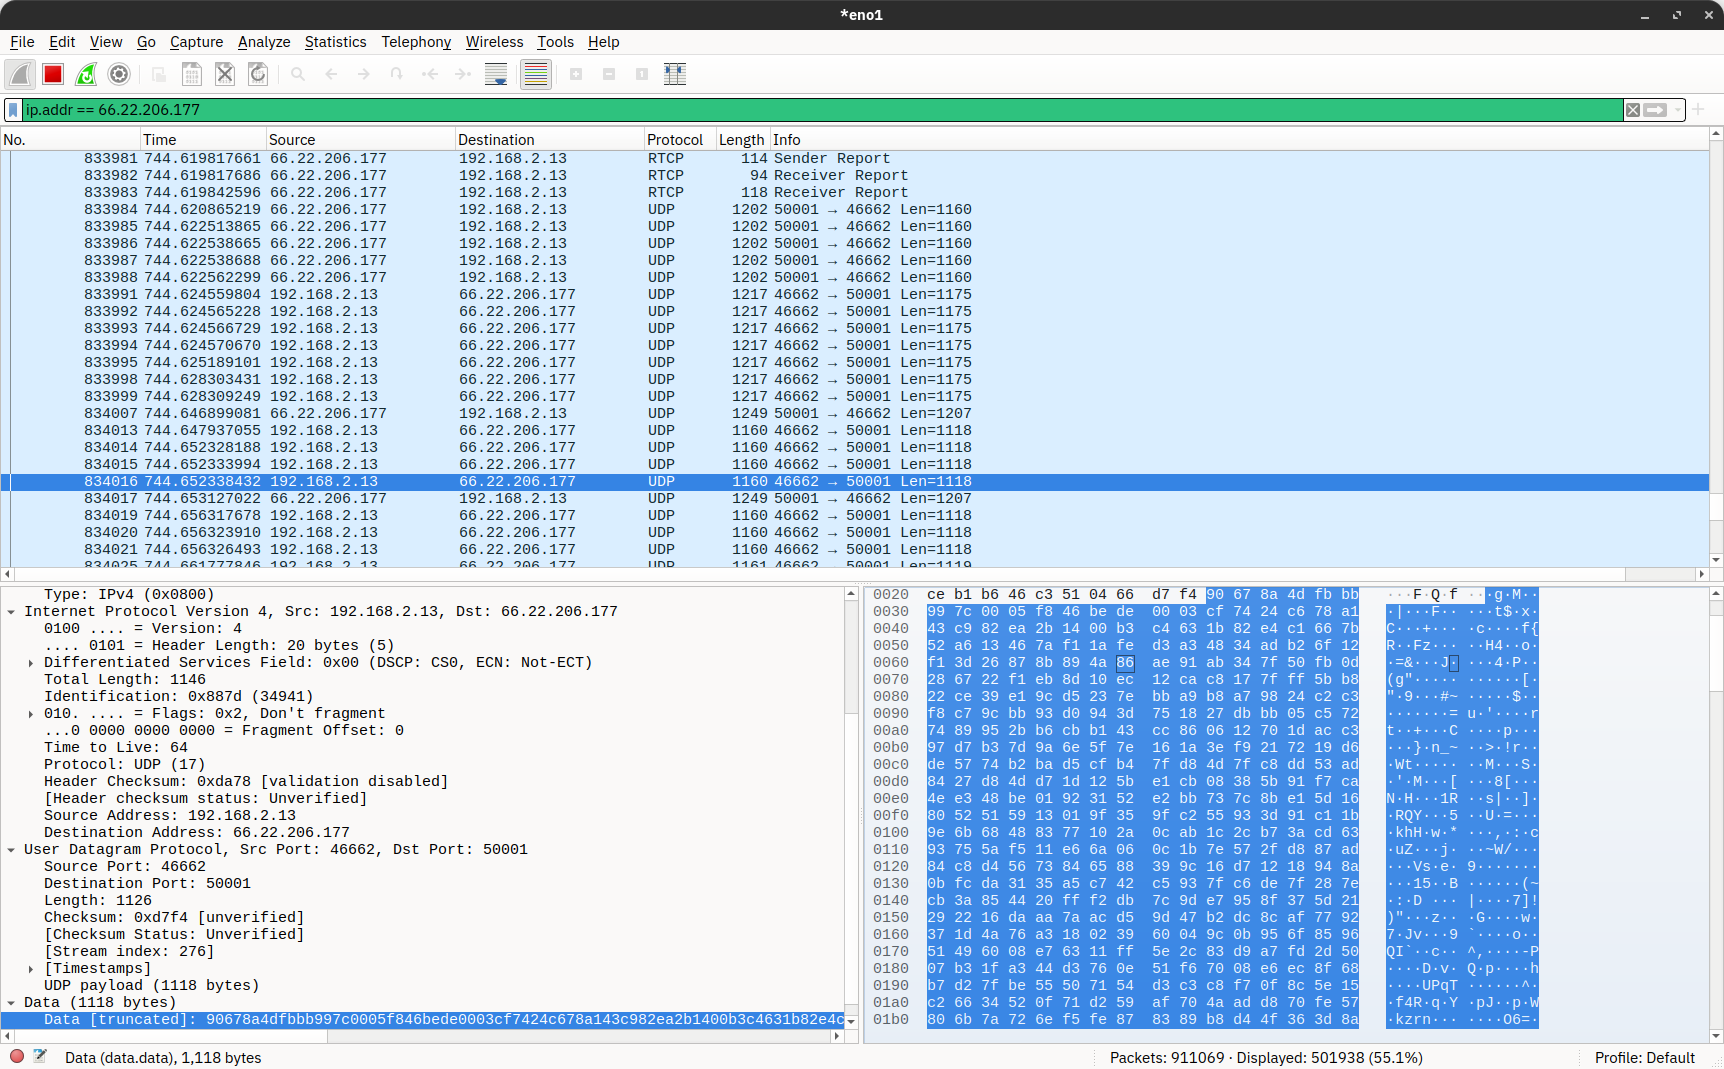 *eno1
File Edit View Go Capture Analyze Statistics Telephony Wireless Tools Help
ip.addr == 66.22.206.177
No. Time Source Destination Protocol Length Info
833981 744.619817661 66.22.206.177 192.168.2.13 RTCP 114 Sender Report
833982 744.619817686 66.22.206.177 192.168.2.13 RTCP 94 Receiver Report
833983 744.619842596 66.22.206.177 192.168.2.13 RTCP 118 Receiver Report
833984 744.620865219 66.22.206.177 192.168.2.13 UDP 1202 50001 → 46662 Len=1160
833985 744.622513865 66.22.206.177 192.168.2.13 UDP 1202 50001 → 46662 Len=1160
833986 744.622538665 66.22.206.177 192.168.2.13 UDP 1202 50001 → 46662 Len=1160
833987 744.622538688 66.22.206.177 192.168.2.13 UDP 1202 50001 → 46662 Len=1160
833988 744.622562299 66.22.206.177 192.168.2.13 UDP 1202 50001 → 46662 Len=1160
833991 744.624559804 192.168.2.13 66.22.206.177 UDP 1217 46662 → 50001 Len=1175
833992 744.624565228 192.168.2.13 66.22.206.177 UDP 1217 46662 → 50001 Len=1175
833993 744.624566729 192.168.2.13 66.22.206.177 UDP 1217 46662 → 50001 Len=1175
833994 744.624570670 192.168.2.13 66.22.206.177 UDP 1217 46662 → 50001 Len=1175
833995 744.625189101 192.168.2.13 66.22.206.177 UDP 1217 46662 → 50001 Len=1175
833998 744.628303431 192.168.2.13 66.22.206.177 UDP 1217 46662 → 50001 Len=1175
833999 744.628309249 192.168.2.13 66.22.206.177 UDP 1217 46662 → 50001 Len=1175
834007 744.646899081 66.22.206.177 192.168.2.13 UDP 1249 50001 → 46662 Len=1207
834013 744.647937055 192.168.2.13 66.22.206.177 UDP 1160 46662 → 50001 Len=1118
834014 744.652328188 192.168.2.13 66.22.206.177 UDP 1160 46662 → 50001 Len=1118
834015 744.652333994 192.168.2.13 66.22.206.177 UDP 1160 46662 → 50001 Len=1118
834016 744.652338432 192.168.2.13 66.22.206.177 UDP 1160 46662 → 50001 Len=1118
834017 744.653127022 66.22.206.177 192.168.2.13 UDP 1249 50001 → 46662 Len=1207
834019 744.656317678 192.168.2.13 66.22.206.177 UDP 1160 46662 → 50001 Len=1118
834020 744.656323910 192.168.2.13 66.22.206.177 UDP 1160 46662 → 50001 Len=1118
834021 744.656326493 192.168.2.13 66.22.206.177 UDP 1160 46662 → 50001 Len=1118
834025 744.661777846 192.168.2.13 66.22.206.177 UDP 1161 46662 → 50001 Len=1119
Type: IPv4 (0x0800)
Internet Protocol Version 4, Src: 192.168.2.13, Dst: 66.22.206.177
0100 .... = Version: 4
.... 0101 = Header Length: 20 bytes (5)
Differentiated Services Field: 0x00 (DSCP: CS0, ECN: Not-ECT)
Total Length: 1146
Identification: 0x887d (34941)
010. .... = Flags: 0x2, Don't fragment
...0 0000 0000 0000 = Fragment Offset: 0
Time to Live: 64
Protocol: UDP (17)
Header Checksum: 0xda78 [validation disabled]
[Header checksum status: Unverified]
Source Address: 192.168.2.13
Destination Address: 66.22.206.177
User Datagram Protocol, Src Port: 46662, Dst Port: 50001
Source Port: 46662
Destination Port: 50001
Length: 1126
Checksum: 0xd7f4 [unverified]
[Checksum Status: Unverified]
[Stream index: 276]
[Timestamps]
UDP payload (1118 bytes)
Data (1118 bytes)
Data [truncated]: 90678a4dfbbb997c0005f846bede0003cf7424c678a143c982ea2b1400b3c4631b82e4c
0020 ce b1 b6 46 c3 51 04 66 d7 f4 90 67 8a 4d fb bb ···F·Q·f ···g·M··
0030 99 7c 00 05 f8 46 be de 00 03 cf 74 24 c6 78 a1 ·|···F·· ···t$·x·
0040 43 c9 82 ea 2b 14 00 b3 c4 63 1b 82 e4 c1 66 7b C···+··· ·c····f{
0050 52 a6 13 46 7a f1 1a fe d3 a3 48 34 ad b2 6f 12 R··Fz··· ··H4··o·
0060 f1 3d 26 87 8b 89 4a 86 ae 91 ab 34 7f 50 fb 0d ·=&···J· ···4·P··
0070 28 67 22 f1 eb 8d 10 ec 12 ca c8 17 7f ff 5b b8 (g"····· ······[·
0080 22 ce 39 e1 9c d5 23 7e bb a9 b8 a7 98 24 c2 c3 "·9···#~ ·····$··
0090 f8 c7 9c bb 93 d0 94 3d 75 18 27 db bb 05 c5 72 ·······= u·'····r
00a0 74 89 95 2b b6 cb b1 43 cc 86 06 12 70 1d ac c3 t··+···C ····p···
00b0 97 d7 b3 7d 9a 6e 5f 7e 16 1a 3e f9 21 72 19 d6 ···}·n_~ ··>·!r··
00c0 de 57 74 b2 ba d5 cf b4 7f d8 4d 7f c8 dd 53 ad ·Wt····· ··M···S·
00d0 84 27 d8 4d d7 1d 12 5b e1 cb 08 38 5b 91 f7 ca ·'·M···[ ···8[···
00e0 4e e3 48 be 01 92 31 52 e2 bb 73 7c 8b e1 5d 16 N·H···1R ··s|··]·
00f0 80 52 51 59 13 01 9f 35 9f c2 55 93 3d 91 c1 1b ·RQY···5 ··U·=···
0100 9e 6b 68 48 83 77 10 2a 0c ab 1c 2c b7 3a cd 63 ·khH·w·* ···,·:·c
0110 93 75 5a f5 11 e6 6a 06 0c 1b 7e 57 2f d8 87 ad ·uZ···j· ··~W/···
0120 84 c8 d4 56 73 84 65 88 39 9c 16 d7 12 18 94 8a ···Vs·e· 9·······
0130 0b fc da 31 35 a5 c7 42 c5 93 7f c6 de 7f 28 7e ···15··B ······(~
0140 cb 3a 85 44 20 ff f2 db 7c 9d e7 95 8f 37 5d 21 ·:·D ··· |····7]!
0150 29 22 16 da aa 7a ac d5 9d 47 b2 dc 8c af 77 92 )"···z·· ·G····w·
0160 37 1d 4a 76 a3 18 02 39 60 04 9c 0b 95 6f 85 96 7·Jv···9 `····o··
0170 51 49 60 08 e7 63 11 ff 5e 2c 83 d9 a7 fd 2d 50 QI`··c·· ^,····-P
0180 07 b3 1f a3 44 d3 76 0e 51 f6 70 08 e6 ec 8f 68 ····D·v· Q·p····h
0190 b7 d2 7f be 55 50 71 54 d3 c3 c8 f7 0f 8c 5e 15 ····UPqT ······^·
01a0 c2 66 34 52 0f 71 d2 59 af 70 4a ad d8 70 fe 57 ·f4R·q·Y ·pJ··p·W
01b0 80 6b 7a 72 6e f5 fe 87 83 89 b8 d4 4f 36 3d 8a ·kzrn··· ····O6=·
Data (data.data), 1,118 bytes
Packets: 911069 · Displayed: 501938 (55.1%)
Profile: Default